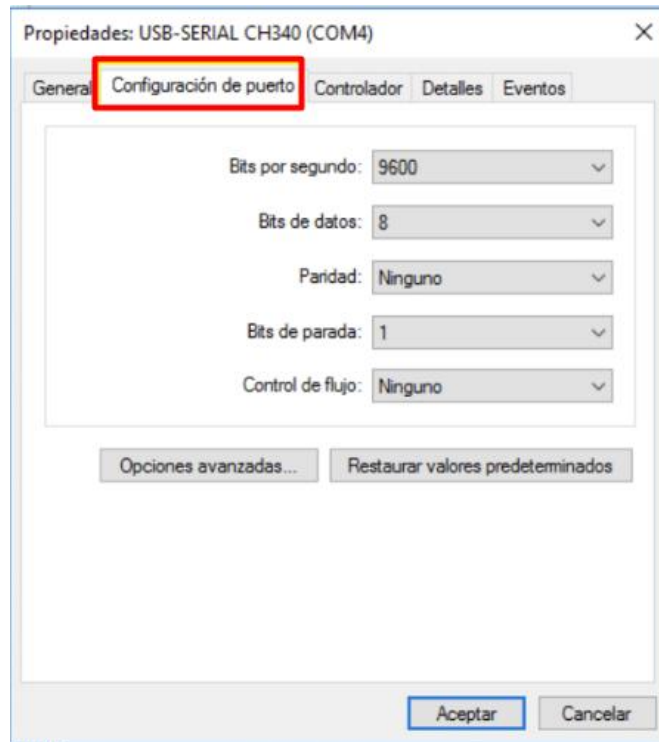 Propiedades: USB-SERIAL CH340 (COM4)
General Configuración de puerto Controlador Detalles Eventos
Bits por segundo: 9600
Bits de datos: 8
Paridad: Ninguno
Bits de parada: 1
Control de flujo: Ninguno
Opciones avanzadas... Restaurar valores predeterminados
Aceptar Cancelar